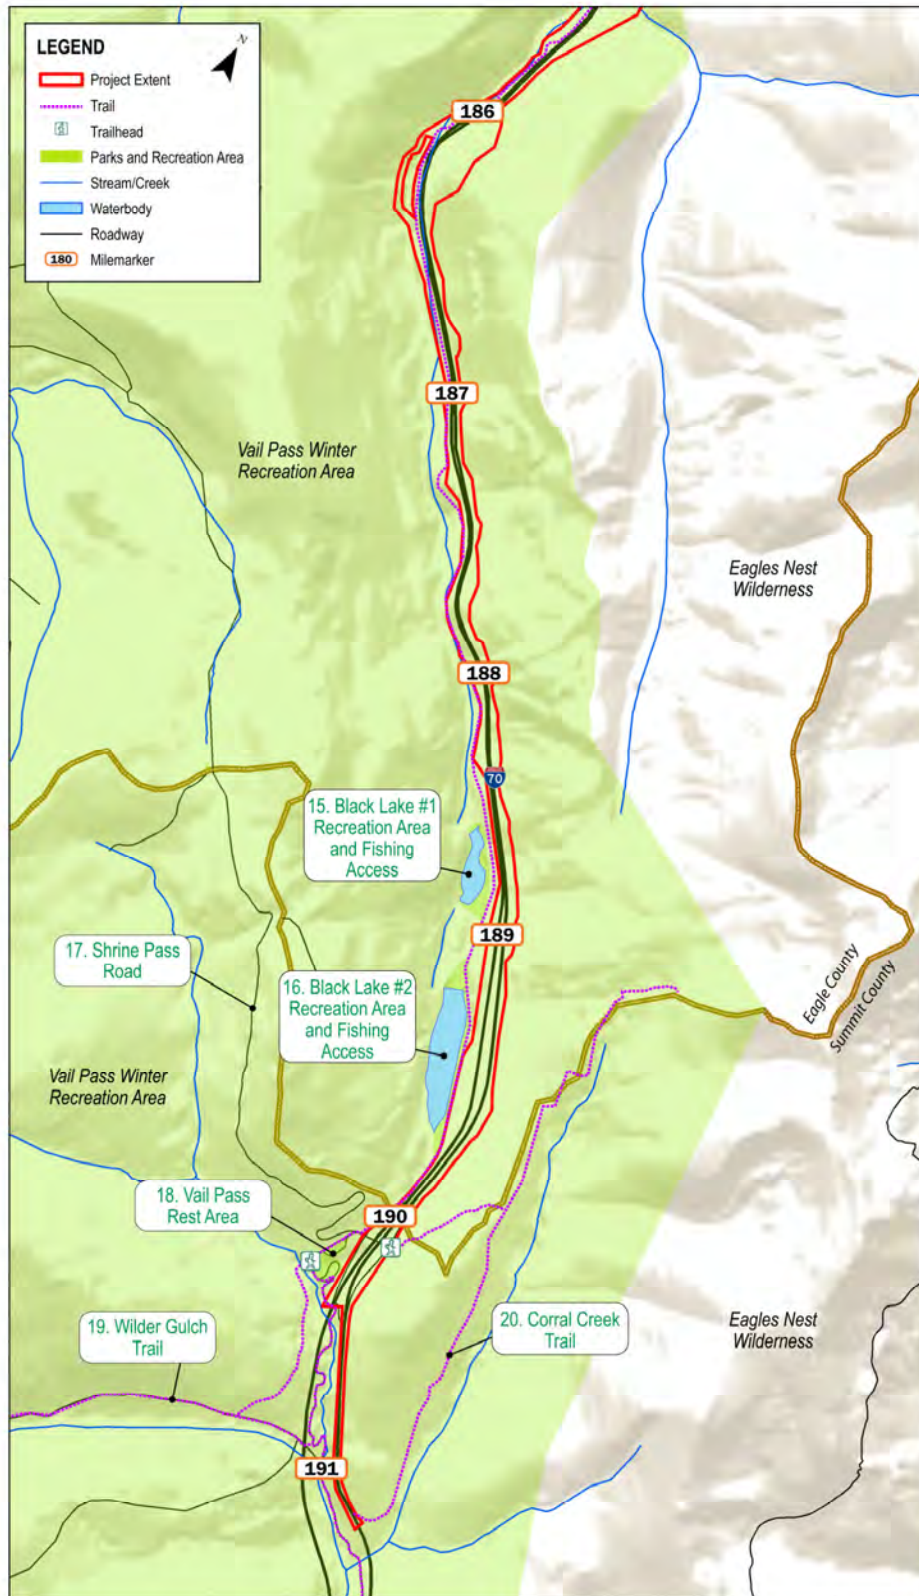 LEGEND
N
Project Extent
Trail
Trailhead
Parks and Recreation Area
Stream/Creek
Waterbody
Roadway
180 Milemarker
186
187
Vail Pass Winter
Recreation Area
Eagles Nest
Wilderness
188
70
15. Black Lake #1
Recreation Area
and Fishing
Access
189
17. Shrine Pass
Road
16. Black Lake #2
Recreation Area
and Fishing
Access
Eagle County
Summit County
Vail Pass Winter
Recreation Area
18. Vail Pass
Rest Area
190
19. Wilder Gulch
Trail
20. Corral Creek
Trail
Eagles Nest
Wilderness
191